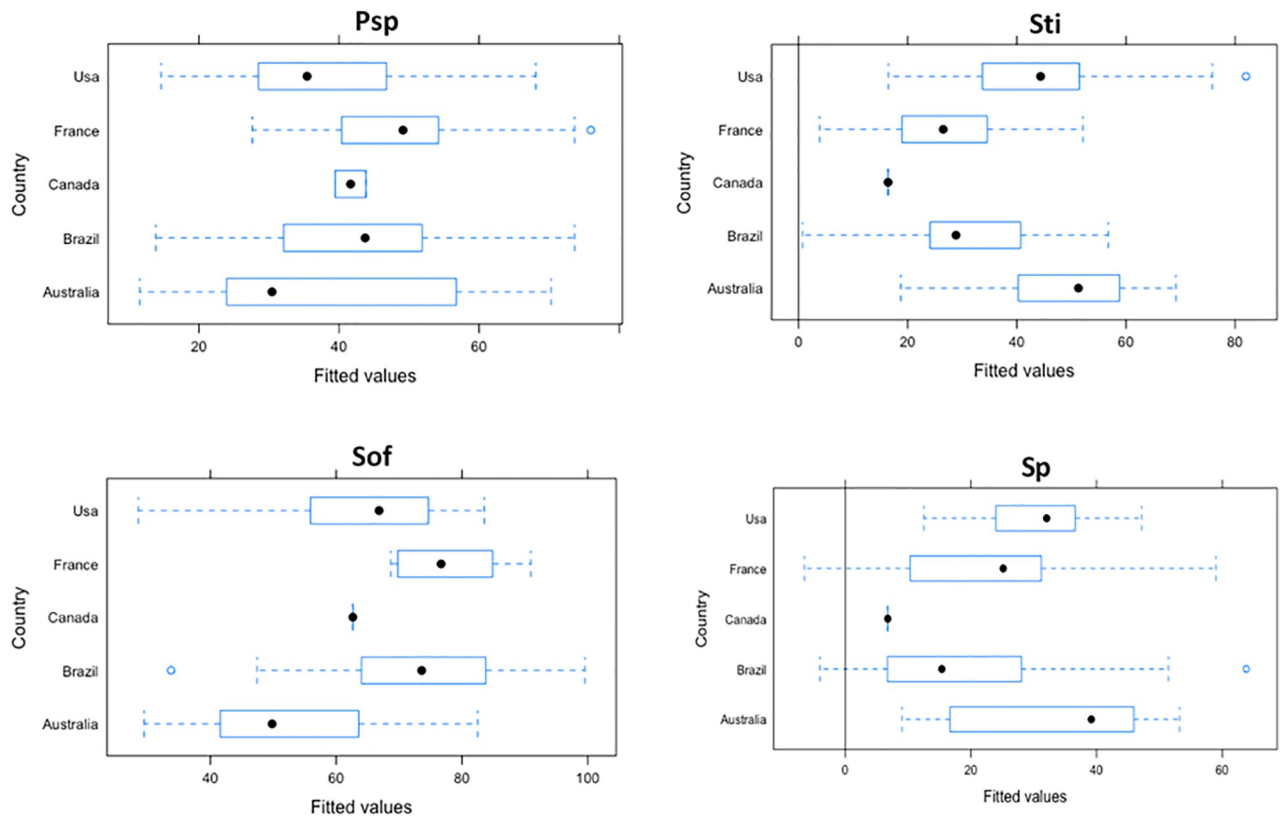 Psp
Country
Usa
France
Canada
Brazil
Australia
20 40 60
Fitted values
Sti
Country
Usa
France
Canada
Brazil
Australia
0 20 40 60 80
Fitted values
Sof
Country
Usa
France
Canada
Brazil
Australia
40 60 80 100
Fitted values
Sp
Country
Usa
France
Canada
Brazil
Australia
0 20 40 60
Fitted values